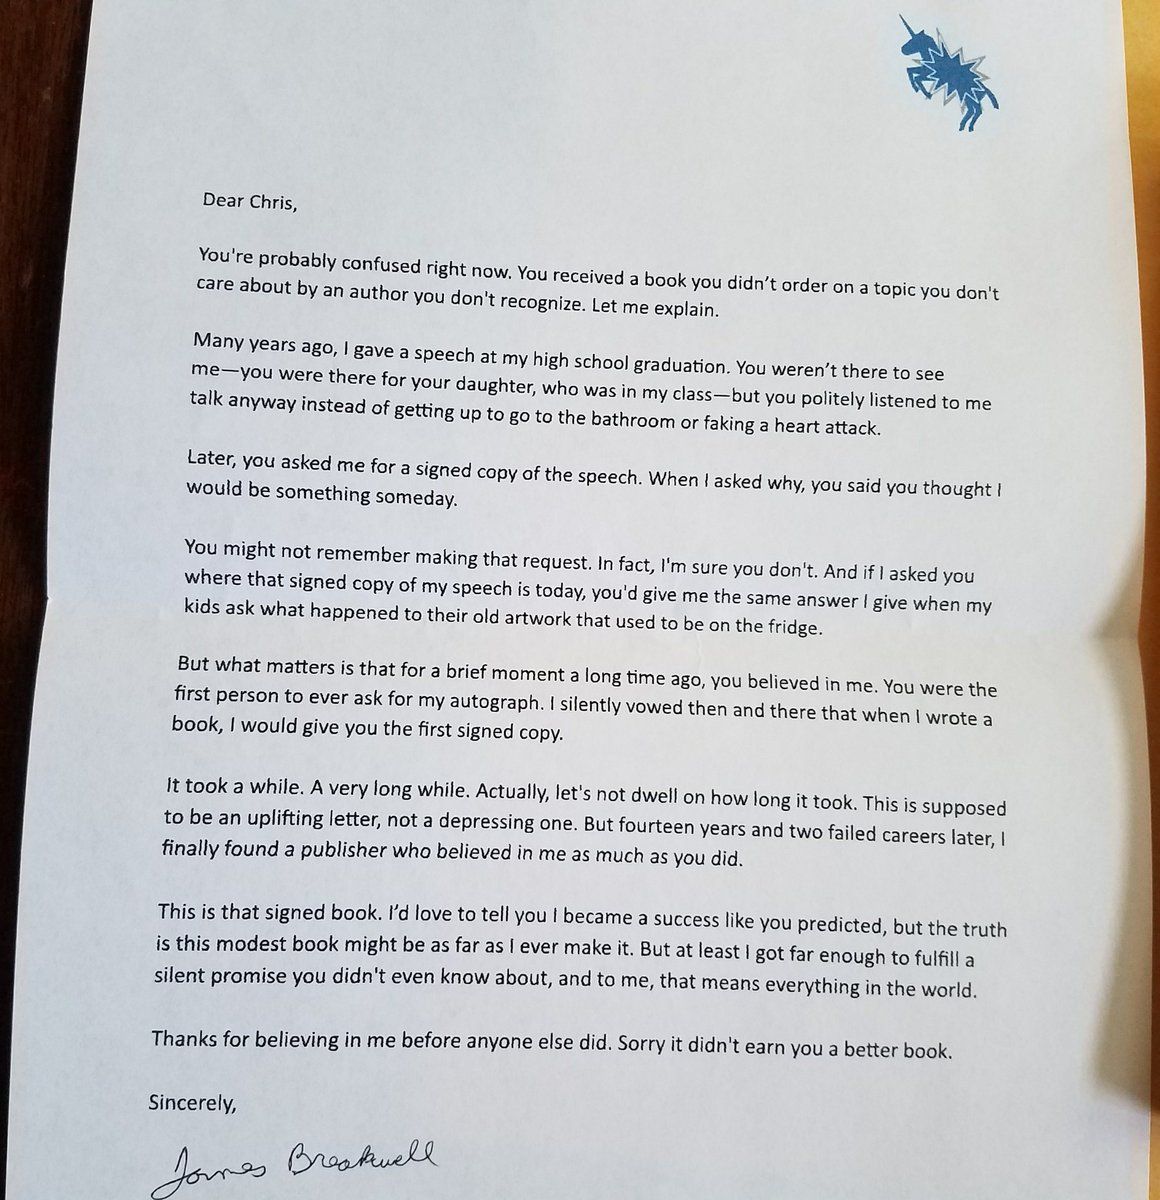 Dear Chris,
You're probably confused right now. You received a book you didn’t order on a topic you don't
care about by an author you don't recognize. Let me explain.
Many years ago, I gave a speech at my high school graduation. You weren’t there to see
me—you were there for your daughter, who was in my class—but you politely listened to me
talk anyway instead of getting up to go to the bathroom or faking a heart attack.
Later, you asked me for a signed copy of the speech. When I asked why, you said you thought I
would be something someday.
You might not remember making that request. In fact, I'm sure you don't. And if I asked you
where that signed copy of my speech is today, you'd give me the same answer I give when my
kids ask what happened to their old artwork that used to be on the fridge.
But what matters is that for a brief moment a long time ago, you believed in me. You were the
first person to ever ask for my autograph. I silently vowed then and there that when I wrote a
book, I would give you the first signed copy.
It took a while. A very long while. Actually, let's not dwell on how long it took. This is supposed
to be an uplifting letter, not a depressing one. But fourteen years and two failed careers later, I
finally found a publisher who believed in me as much as you did.
This is that signed book. I’d love to tell you I became a success like you predicted, but the truth
is this modest book might be as far as I ever make it. But at least I got far enough to fulfill a
silent promise you didn't even know about, and to me, that means everything in the world.
Thanks for believing in me before anyone else did. Sorry it didn't earn you a better book.
Sincerely,
James Breakwell